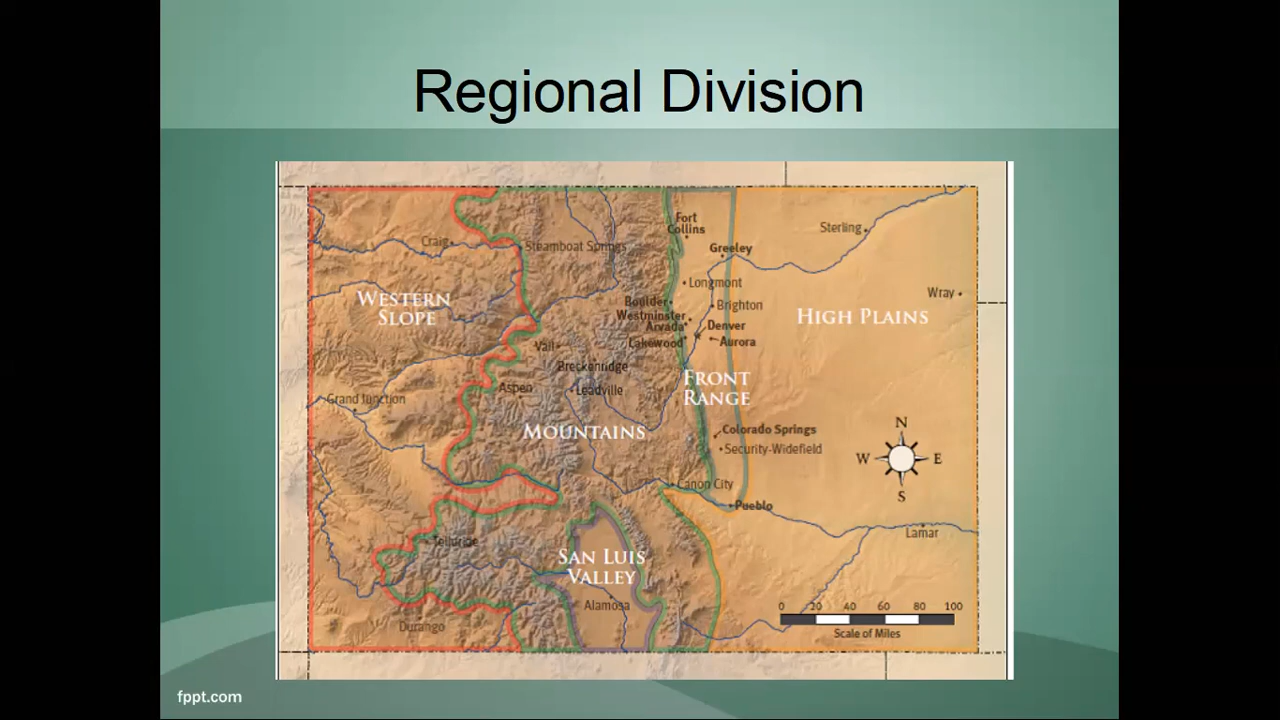 Regional Division
Fort
Collins
Greeley
Sterling
Craig
Steamboat Springs
Longmont
Wray
WESTERN
SLOPE
Boulder
Brighton
HIGH PLAINS
Westminster
Arvada
Denver
Lakewood
Aurora
Vail
Breckenridge
Aspen
Leadville
FRONT
RANGE
Grand Junction
MOUNTAINS
Colorado Springs
Security-Widefield
N
W E
S
Canon City
Pueblo
Telluride
Lamar
SAN LUIS
VALLEY
Alamosa
Durango
0 20 40 60 80 100
Scale of Miles
fppt.com